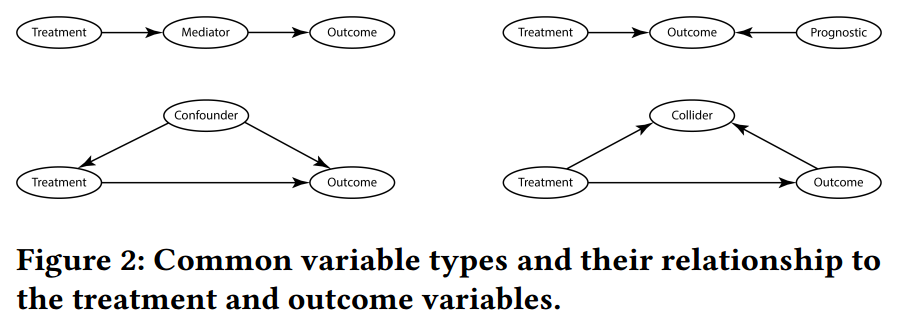 Treatment Mediator Outcome
Treatment Outcome Prognostic
Confounder
Treatment Outcome
Collider
Treatment Outcome
Figure 2: Common variable types and their relationship to
the treatment and outcome variables.